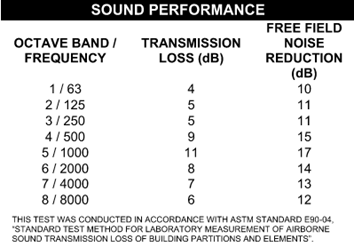 SOUND PERFORMANCE
OCTAVE BAND / FREQUENCY TRANSMISSION LOSS (dB) FREE FIELD NOISE REDUCTION (dB)
1 / 63 4 10
2 / 125 5 11
3 / 250 5 11
4 / 500 9 15
5 / 1000 11 17
6 / 2000 8 14
7 / 4000 7 13
8 / 8000 6 12
THIS TEST WAS CONDUCTED IN ACCORDANCE WITH ASTM STANDARD E90-04,
"STANDARD TEST METHOD FOR LABORATORY MEASUREMENT OF AIRBORNE
SOUND TRANSMISSION LOSS OF BUILDING PARTITIONS AND ELEMENTS".